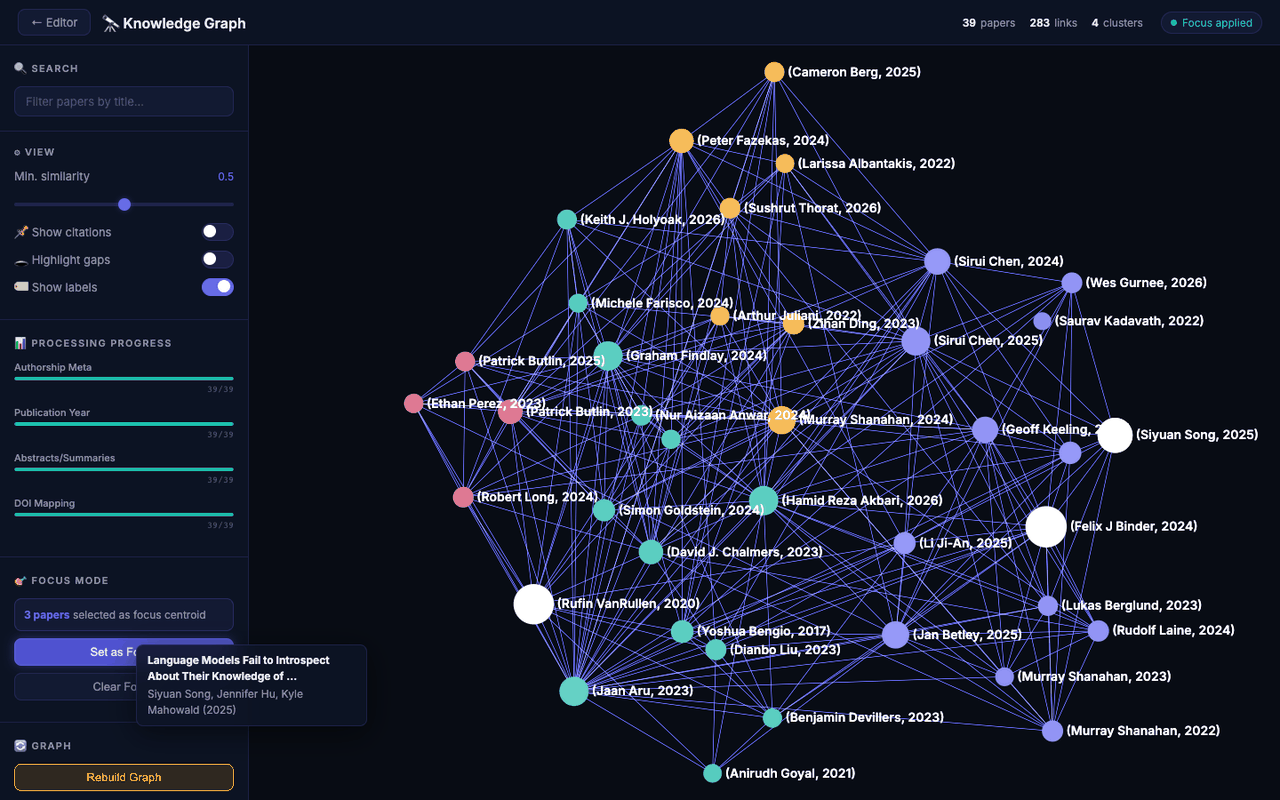 ← Editor
Knowledge Graph
39 papers 283 links 4 clusters
Focus applied
SEARCH
Filter papers by title...
VIEW
Min. similarity 0.5
Show citations
Highlight gaps
Show labels
PROCESSING PROGRESS
Authorship Meta
39/39
Publication Year
39/39
Abstracts/Summaries
39/39
DOI Mapping
39/39
FOCUS MODE
3 papers selected as focus centroid
Set as Fo
Clear Fo
Language Models Fail to Introspect
About Their Knowledge of ...
Siyuan Song, Jennifer Hu, Kyle
Mahowald (2025)
GRAPH
Rebuild Graph
(Cameron Berg, 2025)
(Peter Fazekas, 2024)
(Larissa Albantakis, 2022)
(Sushrut Thorat, 2026)
(Keith J. Holyoak, 2026)
(Sirui Chen, 2024)
(Wes Gurnee, 2026)
(Michele Farisco, 2024)
(Arthur Juliani, 2022)
(Zihan Ding, 2023)
(Saurav Kadavath, 2022)
(Sirui Chen, 2025)
(Graham Findlay, 2024)
(Patrick Butlin, 2025)
(Ethan Perez, 2023)
(Patrick Butlin, 2023)
(Nur Aizaan Anwar, 2024)
(Murray Shanahan, 2024)
(Geoff Keeling, 2
(Siyuan Song, 2025)
(Robert Long, 2024)
(Hamid Reza Akbari, 2026)
(Simon Goldstein, 2024)
(Felix J Binder, 2024)
(Li Ji-An, 2025)
(David J. Chalmers, 2023)
(Rufin VanRullen, 2020)
(Lukas Berglund, 2023)
(Yoshua Bengio, 2017)
(Jan Betley, 2025)
(Rudolf Laine, 2024)
(Dianbo Liu, 2023)
(Murray Shanahan, 2023)
(Jaan Aru, 2023)
(Benjamin Devillers, 2023)
(Murray Shanahan, 2022)
(Anirudh Goyal, 2021)